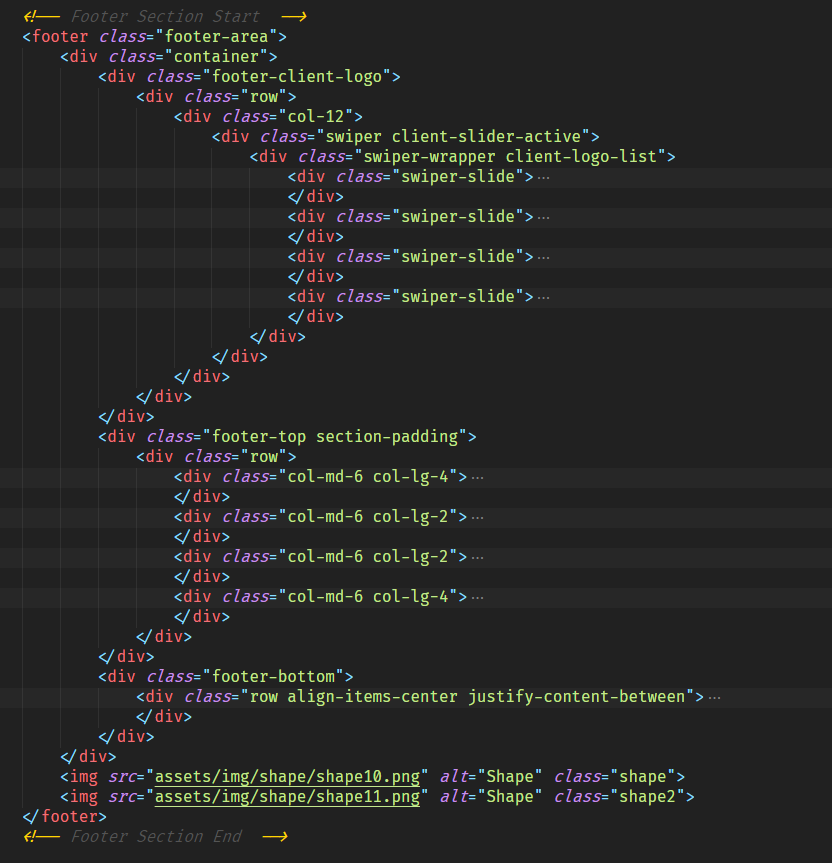 <!-- Footer Section Start  -->
<footer class="footer-area">
    <div class="container">
        <div class="footer-client-logo">
            <div class="row">
                <div class="col-12">
                    <div class="swiper client-slider-active">
                        <div class="swiper-wrapper client-logo-list">
                            <div class="swiper-slide">···
                            </div>
                            <div class="swiper-slide">···
                            </div>
                            <div class="swiper-slide">···
                            </div>
                            <div class="swiper-slide">···
                            </div>
                        </div>
                    </div>
                </div>
            </div>
        </div>
        <div class="footer-top section-padding">
            <div class="row">
                <div class="col-md-6 col-lg-4">···
                </div>
                <div class="col-md-6 col-lg-2">···
                </div>
                <div class="col-md-6 col-lg-2">···
                </div>
                <div class="col-md-6 col-lg-4">···
                </div>
            </div>
        </div>
        <div class="footer-bottom">
            <div class="row align-items-center justify-content-between">···
            </div>
        </div>
    </div>
    <img src="assets/img/shape/shape10.png" alt="Shape" class="shape">
    <img src="assets/img/shape/shape11.png" alt="Shape" class="shape2">
</footer>
<!-- Footer Section End  -->